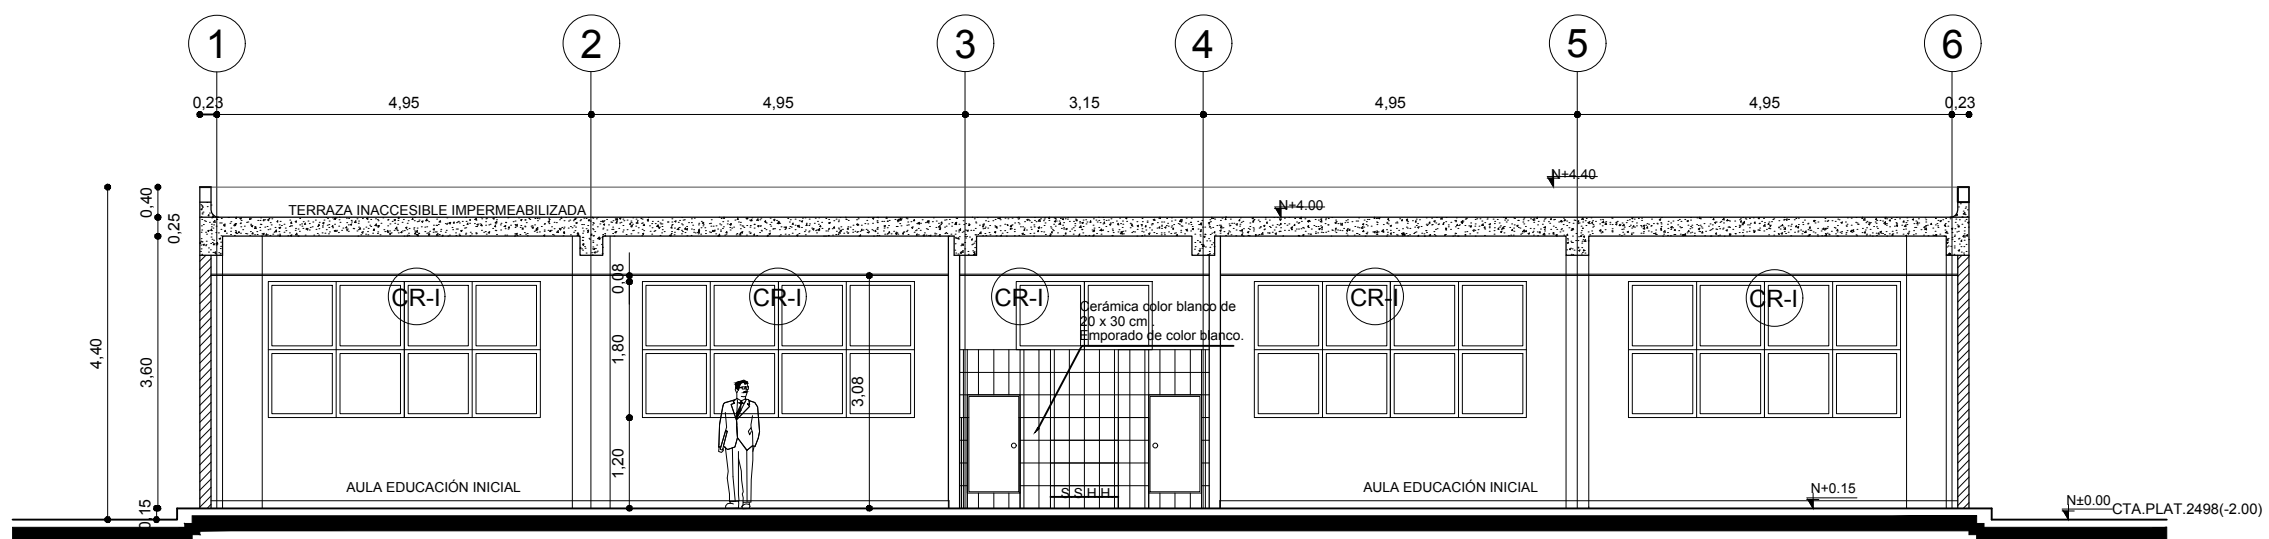 1 2 3 4 5 6
0,23 4,95 4,95 3,15 4,95 4,95 0,23
N+4.40
TERRAZA INACCESIBLE IMPERMEABILIZADA
N+4.00
0,40
0,25
4,40
3,60
0,15
CR-I CR-I CR-I CR-I CR-I
0,08
1,80
3,08
1,20
Cerámica color blanco de
20 x 30 cm .
Emporado de color blanco.
AULA EDUCACIÓN INICIAL
S S H H
AULA EDUCACIÓN INICIAL
N+0.15
N±0.00
CTA.PLAT.2498(-2.00)